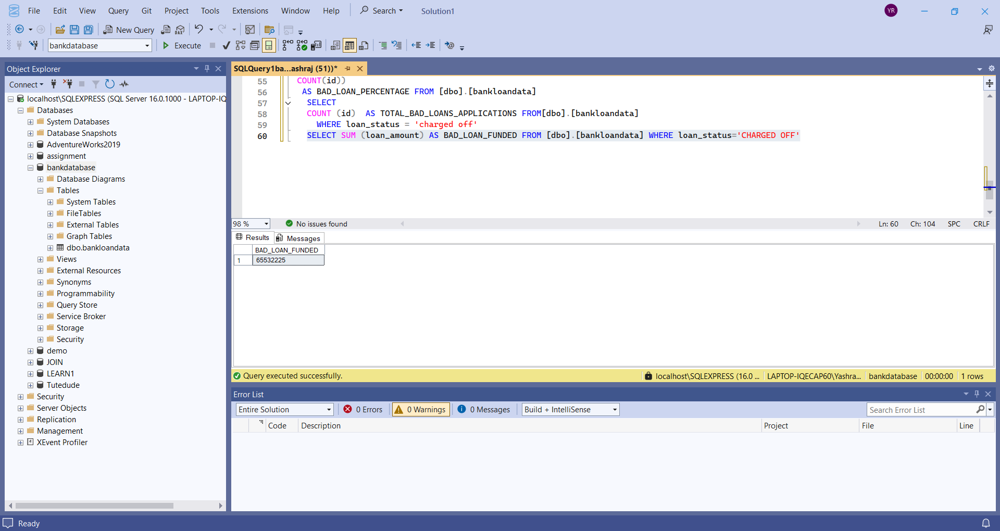 File Edit View Query Git Project Tools Extensions Window Help Search Solution1 YR
New Query DAX
bankdatabase Execute
Object Explorer
Connect
localhost\SQLEXPRESS (SQL Server 16.0.1000 - LAPTOP-IQ
Databases
System Databases
Database Snapshots
AdventureWorks2019
assignment
bankdatabase
Database Diagrams
Tables
System Tables
FileTables
External Tables
Graph Tables
dbo.bankloandata
Views
External Resources
Synonyms
Programmability
Query Store
Service Broker
Storage
Security
demo
JOIN
LEARN1
Tutedude
Security
Server Objects
Replication
Management
XEvent Profiler
SQLQuery1ba...ashraj (51))*
55 COUNT(id))
56 AS BAD_LOAN_PERCENTAGE FROM [dbo].[bankloandata]
57 SELECT
58 COUNT (id)  AS TOTAL_BAD_LOANS_APPLICATIONS FROM[dbo].[bankloandata]
59 WHERE loan_status = 'charged off'
60 SELECT SUM (loan_amount) AS BAD_LOAN_FUNDED FROM [dbo].[bankloandata] WHERE loan_status='CHARGED OFF'
98 % No issues found Ln: 60 Ch: 104 SPC CRLF
Results Messages
BAD_LOAN_FUNDED
1 65532225
Query executed successfully. localhost\SQLEXPRESS (16.0 ... LAPTOP-IQECAP60\Yashra... bankdatabase 00:00:00 1 rows
Error List
Entire Solution 0 Errors 0 Warnings 0 Messages Build + IntelliSense Search Error List
Code Description Project File Line
Ready